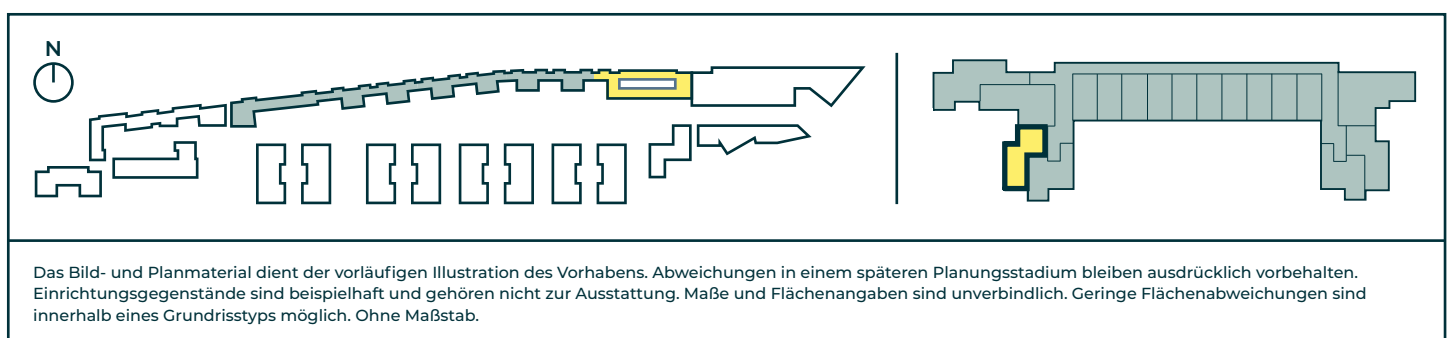 N
Das Bild- und Planmaterial dient der vorläufigen Illustration des Vorhabens. Abweichungen in einem späteren Planungsstadium bleiben ausdrücklich vorbehalten.
Einrichtungsgegenstände sind beispielhaft und gehören nicht zur Ausstattung. Maße und Flächenangaben sind unverbindlich. Geringe Flächenabweichungen sind
innerhalb eines Grundrisstyps möglich. Ohne Maßstab.